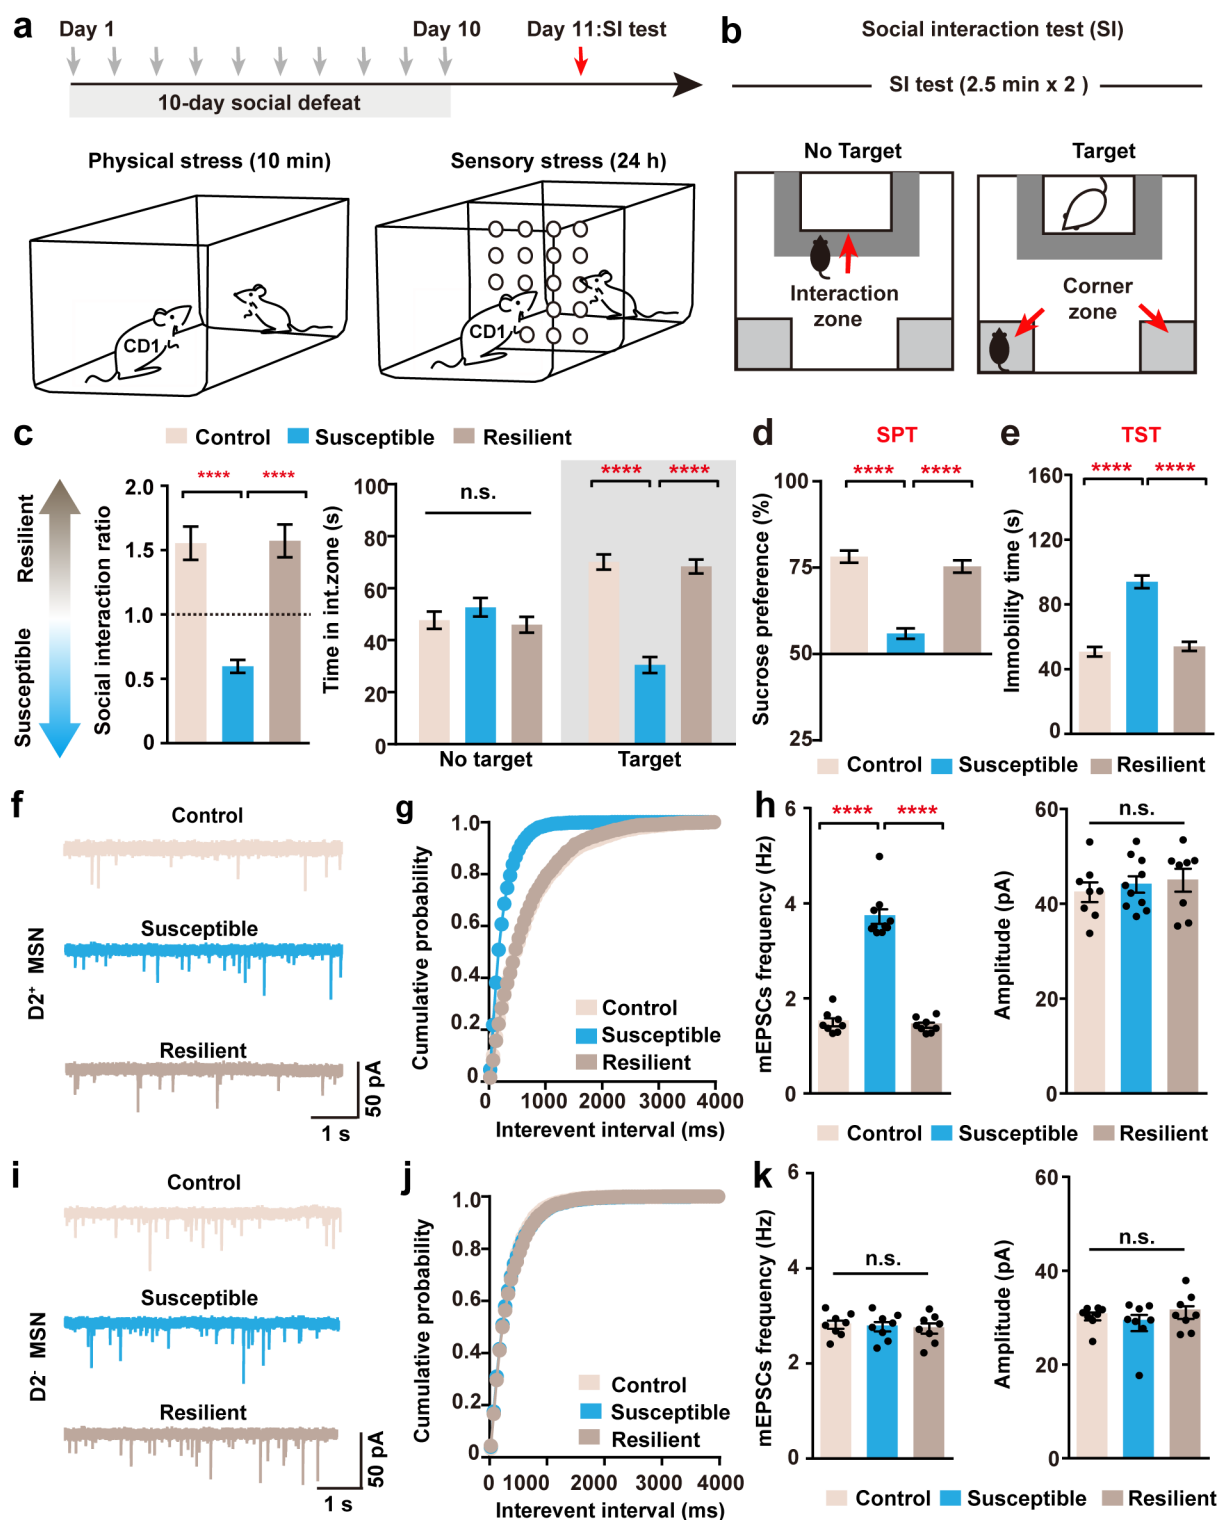 a
Day 1
Day 10
Day 11:SI test
10-day social defeat
Physical stress (10 min)
Sensory stress (24 h)
CD1
CD1
b
Social interaction test (SI)
SI test (2.5 min x 2 )
No Target
Target
Interaction
zone
Corner
zone
c
Control
Susceptible
Resilient
Resilient
Susceptible
Social interaction ratio
2.0
1.5
1.0
0.5
0
****
****
Time in int.zone (s)
100
80
60
40
20
0
n.s.
****
****
No target
Target
d
SPT
Sucrose preference (%)
100
75
50
25
****
****
e
TST
Immobility time (s)
160
120
80
40
0
****
****
Control
Susceptible
Resilient
f
D2+ MSN
Control
Susceptible
Resilient
50 pA
1 s
g
Cumulative probability
1.0
0.8
0.6
0.4
0.2
0
Control
Susceptible
Resilient
0
1000
2000
3000
4000
Interevent interval (ms)
h
mEPSCs frequency (Hz)
6
4
2
0
****
****
Amplitude (pA)
60
40
20
0
n.s.
Control
Susceptible
Resilient
i
D2- MSN
Control
Susceptible
Resilient
50 pA
1 s
j
Cumulative probability
1.0
0.8
0.6
0.4
0.2
0
Control
Susceptible
Resilient
0
1000
2000
3000
4000
Interevent interval (ms)
k
mEPSCs frequency (Hz)
6
4
2
0
n.s.
Amplitude (pA)
60
40
20
0
n.s.
Control
Susceptible
Resilient